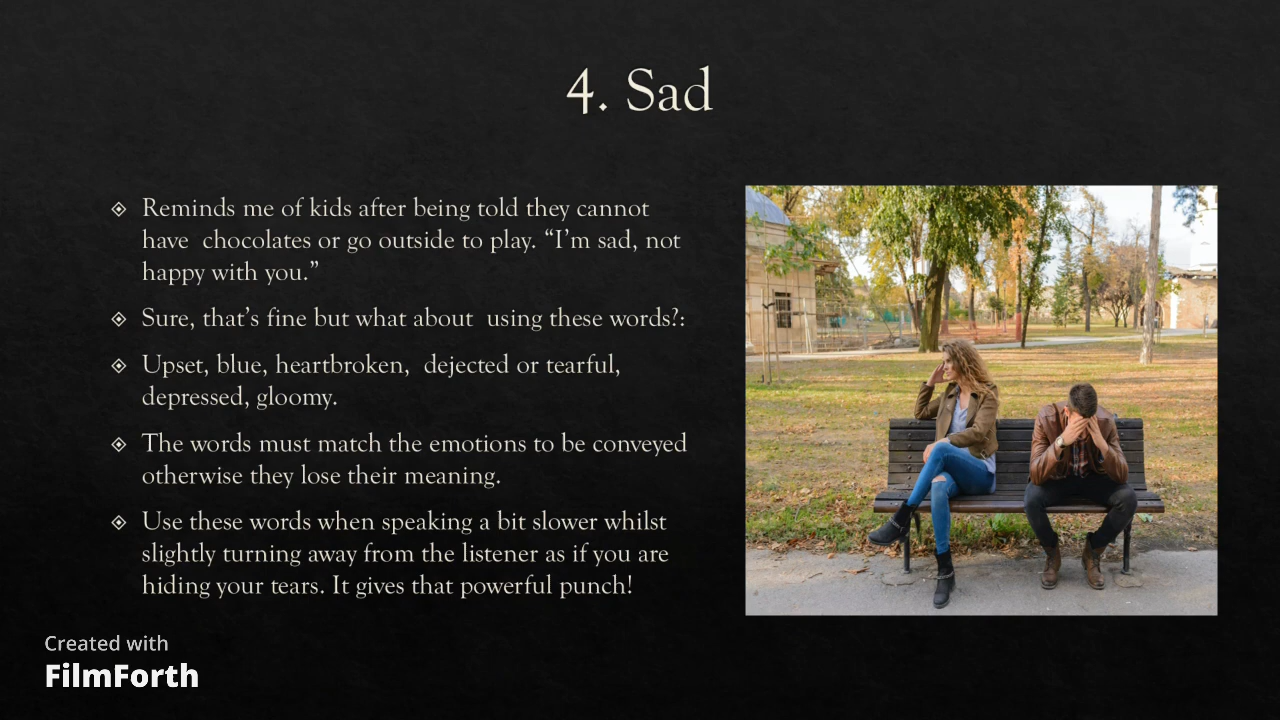 4. Sad
Reminds me of kids after being told they cannot
have chocolates or go outside to play. “I’m sad, not
happy with you.”
Sure, that’s fine but what about using these words?:
Upset, blue, heartbroken, dejected or tearful,
depressed, gloomy.
The words must match the emotions to be conveyed
otherwise they lose their meaning.
Use these words when speaking a bit slower whilst
slightly turning away from the listener as if you are
hiding your tears. It gives that powerful punch!
Created with
FilmForth